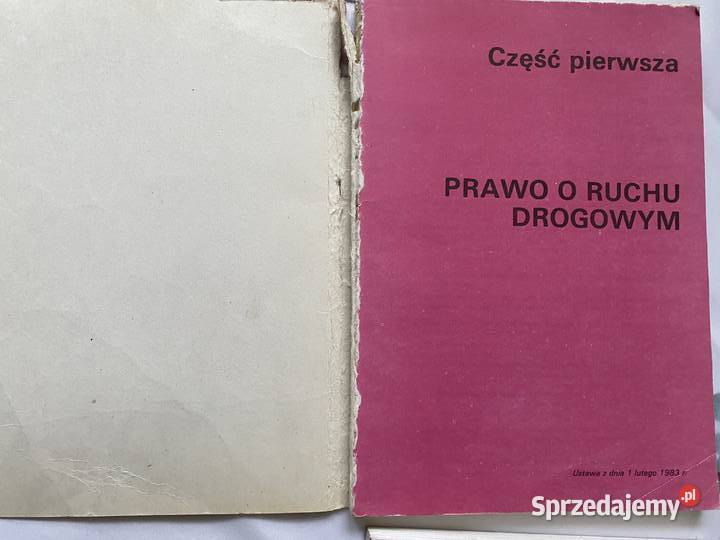 Część pierwsza
PRAWO O RUCHU
DROGOWYM
Ustawa z dnia 1 lutego 1983 r.
Sprzedajemy.pl